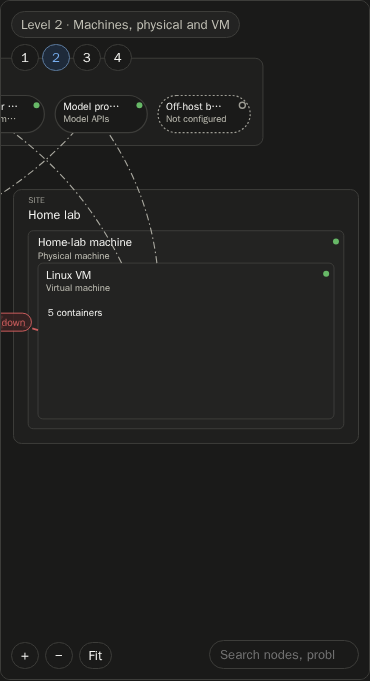 Level 2 · Machines, physical and VM
1 2 3 4
r ··· Model pro··· Off-host b···
m··· Model APIs Not configured
SITE
Home lab
Home-lab machine
Physical machine
Linux VM
Virtual machine
5 containers
down
+ − Fit Search nodes, probl